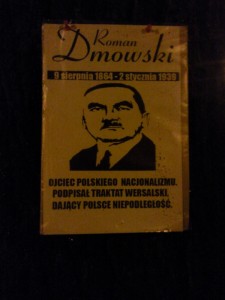 Roman
Dmowski
9 sierpnia 1864 - 2 stycznia 1939
OJCIEC POLSKIEGO NACJONALIZMU.
PODPISAŁ TRAKTAT WERSALSKI,
DAJĄCY POLSCE NIEPODLEGŁOŚĆ.